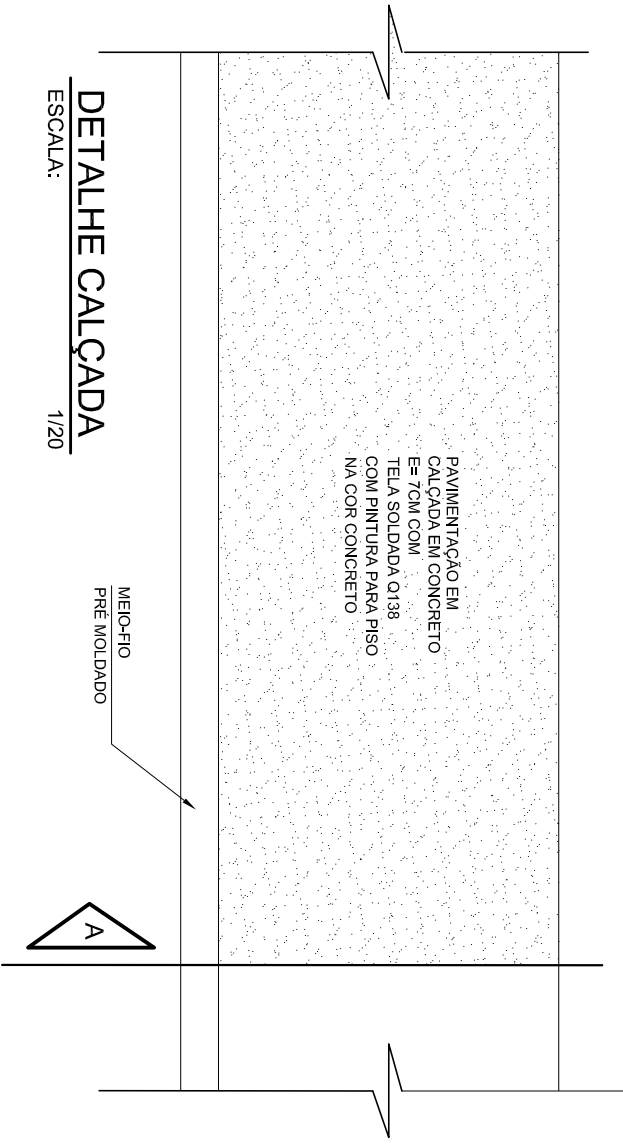 PAVIMENTAÇÃO EM
CALÇADA EM CONCRETO
E= 7CM COM
TELA SOLDADA Q138
COM PINTURA PARA PISO
NA COR CONCRETO
MEIO-FIO
PRÉ MOLDADO
A
DETALHE CALÇADA
ESCALA: 1/20